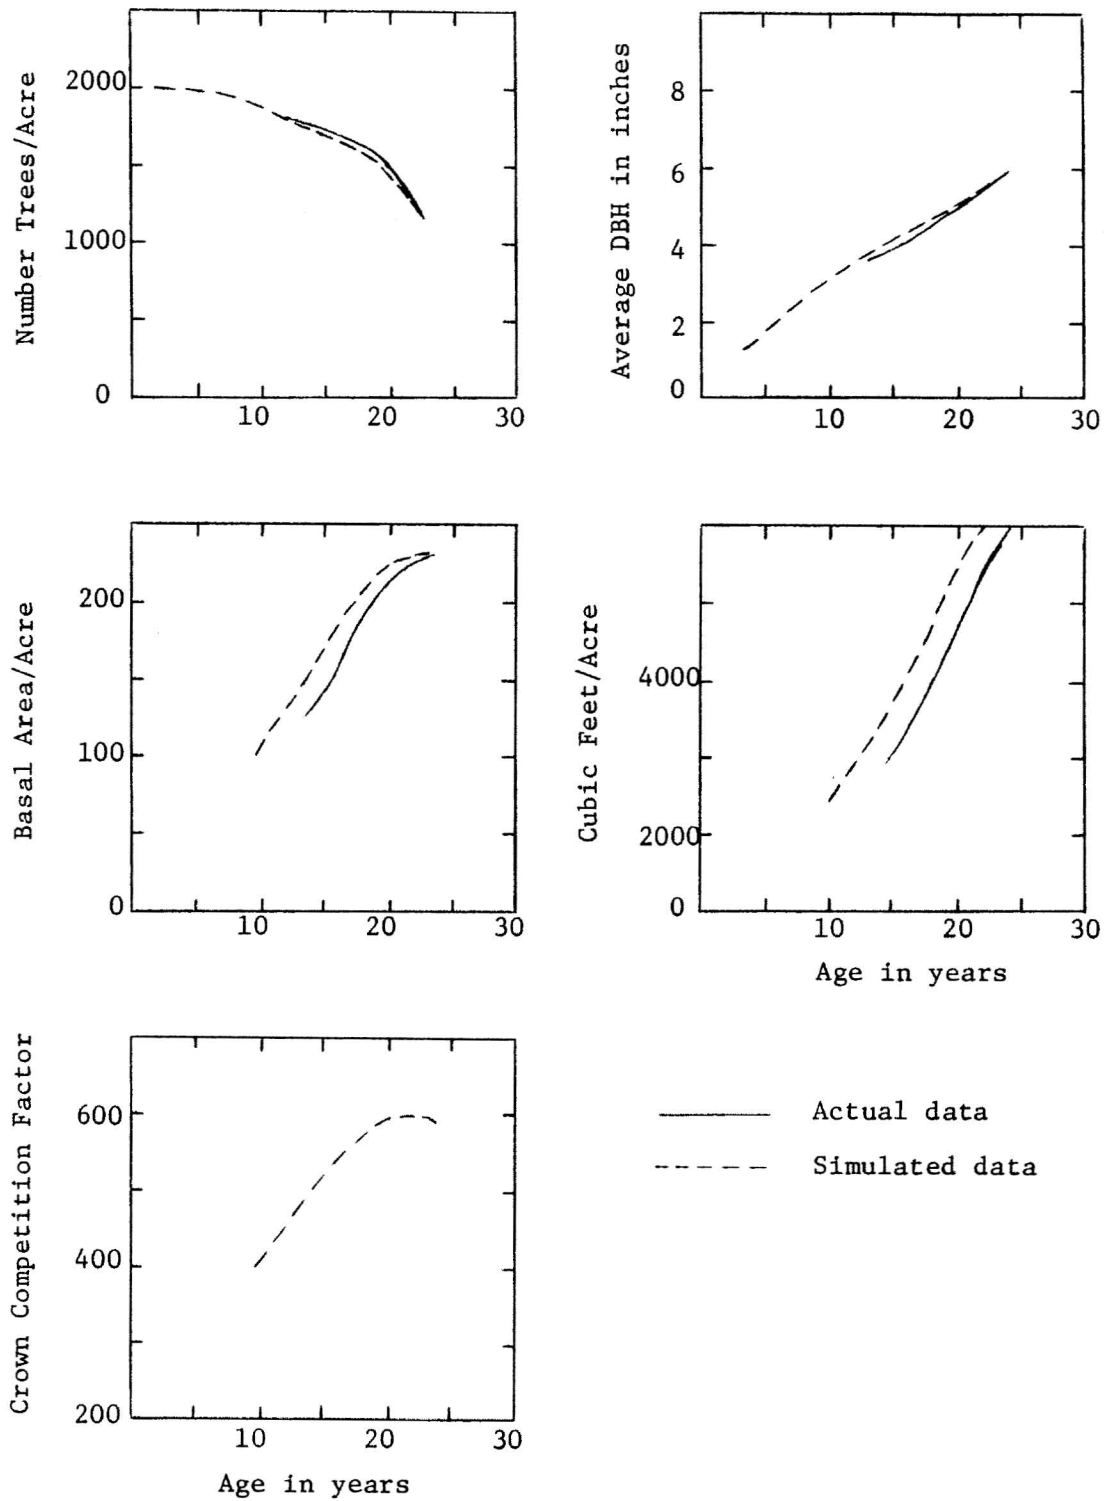 Number Trees/Acre
2000
1000
0
10 20 30
Average DBH in inches
8
6
4
2
0
10 20 30
Basal Area/Acre
200
100
0
10 20 30
Cubic Feet/Acre
4000
2000
0
10 20 30
Age in years
Crown Competition Factor
600
400
200
10 20 30
Age in years
Actual data
Simulated data